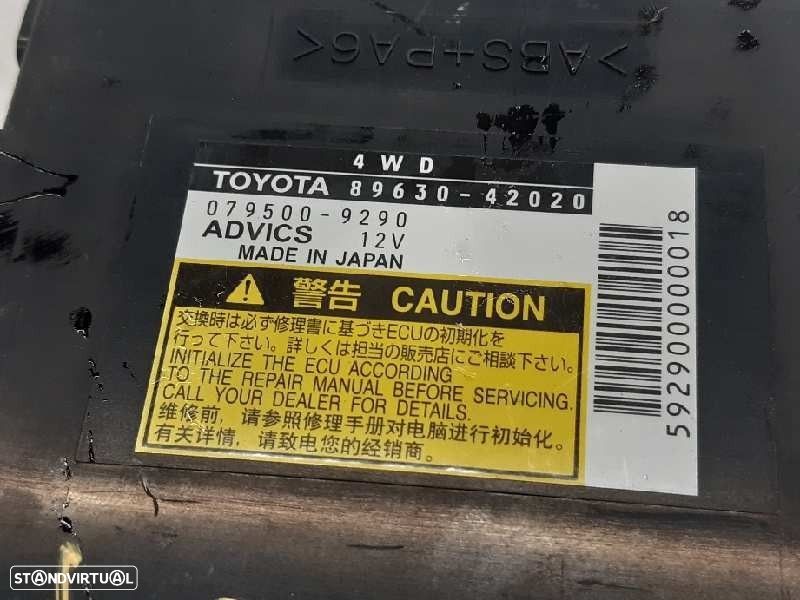 >ABS+PA6<
4WD
TOYOTA 89630-42020
079500-9290
ADVICS 12V
MADE IN JAPAN
警告 CAUTION
交換時は必ず修理書に基づきECUの初期化を
行って下さい。詳しくは担当の販売店にご相談下さい。
INITIALIZE THE ECU ACCORDING
TO THE REPAIR MANUAL BEFORE SERVICING.
CALL YOUR DEALER FOR DETAILS.
维修前，请参照修理手册对电脑进行初始化。
有关详情，请致电您的经销商。
59290000000018
STANDVIRTUAL